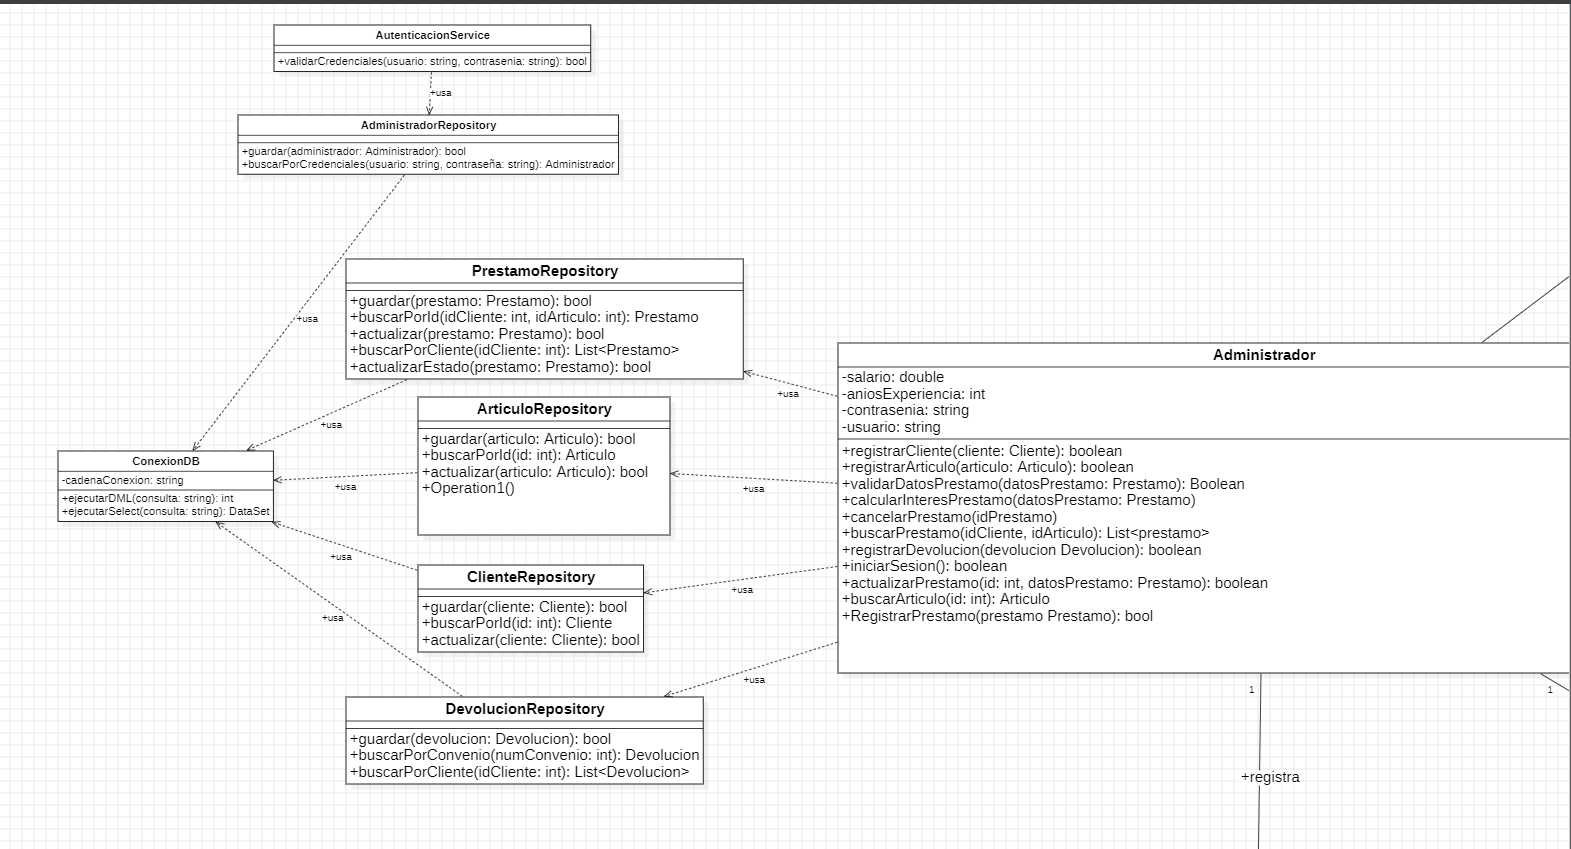 AutenticacionService
+validarCredenciales(usuario: string, contrasenia: string): bool
+usa
AdministradorRepository
+guardar(administrador: Administrador): bool
+buscarPorCredenciales(usuario: string, contraseña: string): Administrador
+usa
PrestamoRepository
+guardar(prestamo: Prestamo): bool
+buscarPorId(idCliente: int, idArticulo: int): Prestamo
+actualizar(prestamo: Prestamo): bool
+buscarPorCliente(idCliente: int): List<Prestamo>
+actualizarEstado(prestamo: Prestamo): bool
+usa
+usa
ArticuloRepository
+guardar(articulo: Articulo): bool
+buscarPorId(id: int): Articulo
+actualizar(articulo: Articulo): bool
+Operation1()
+usa
+usa
ConexionDB
-cadenaConexion: string
+ejecutarDML(consulta: string): int
+ejecutarSelect(consulta: string): DataSet
+usa
ClienteRepository
+guardar(cliente: Cliente): bool
+buscarPorId(id: int): Cliente
+actualizar(cliente: Cliente): bool
+usa
+usa
DevolucionRepository
+guardar(devolucion: Devolucion): bool
+buscarPorConvenio(numConvenio: int): Devolucion
+buscarPorCliente(idCliente: int): List<Devolucion>
+usa
Administrador
-salario: double
-aniosExperiencia: int
-contrasenia: string
-usuario: string
+registrarCliente(cliente: Cliente): boolean
+registrarArticulo(articulo: Articulo): boolean
+validarDatosPrestamo(datosPrestamo: Prestamo): Boolean
+calcularInteresPrestamo(datosPrestamo: Prestamo)
+cancelarPrestamo(idPrestamo)
+buscarPrestamo(idCliente, idArticulo): List<prestamo>
+registrarDevolucion(devolucion Devolucion): boolean
+iniciarSesion(): boolean
+actualizarPrestamo(id: int, datosPrestamo: Prestamo): boolean
+buscarArticulo(id: int): Articulo
+RegistrarPrestamo(prestamo Prestamo): bool
1
1
+registra